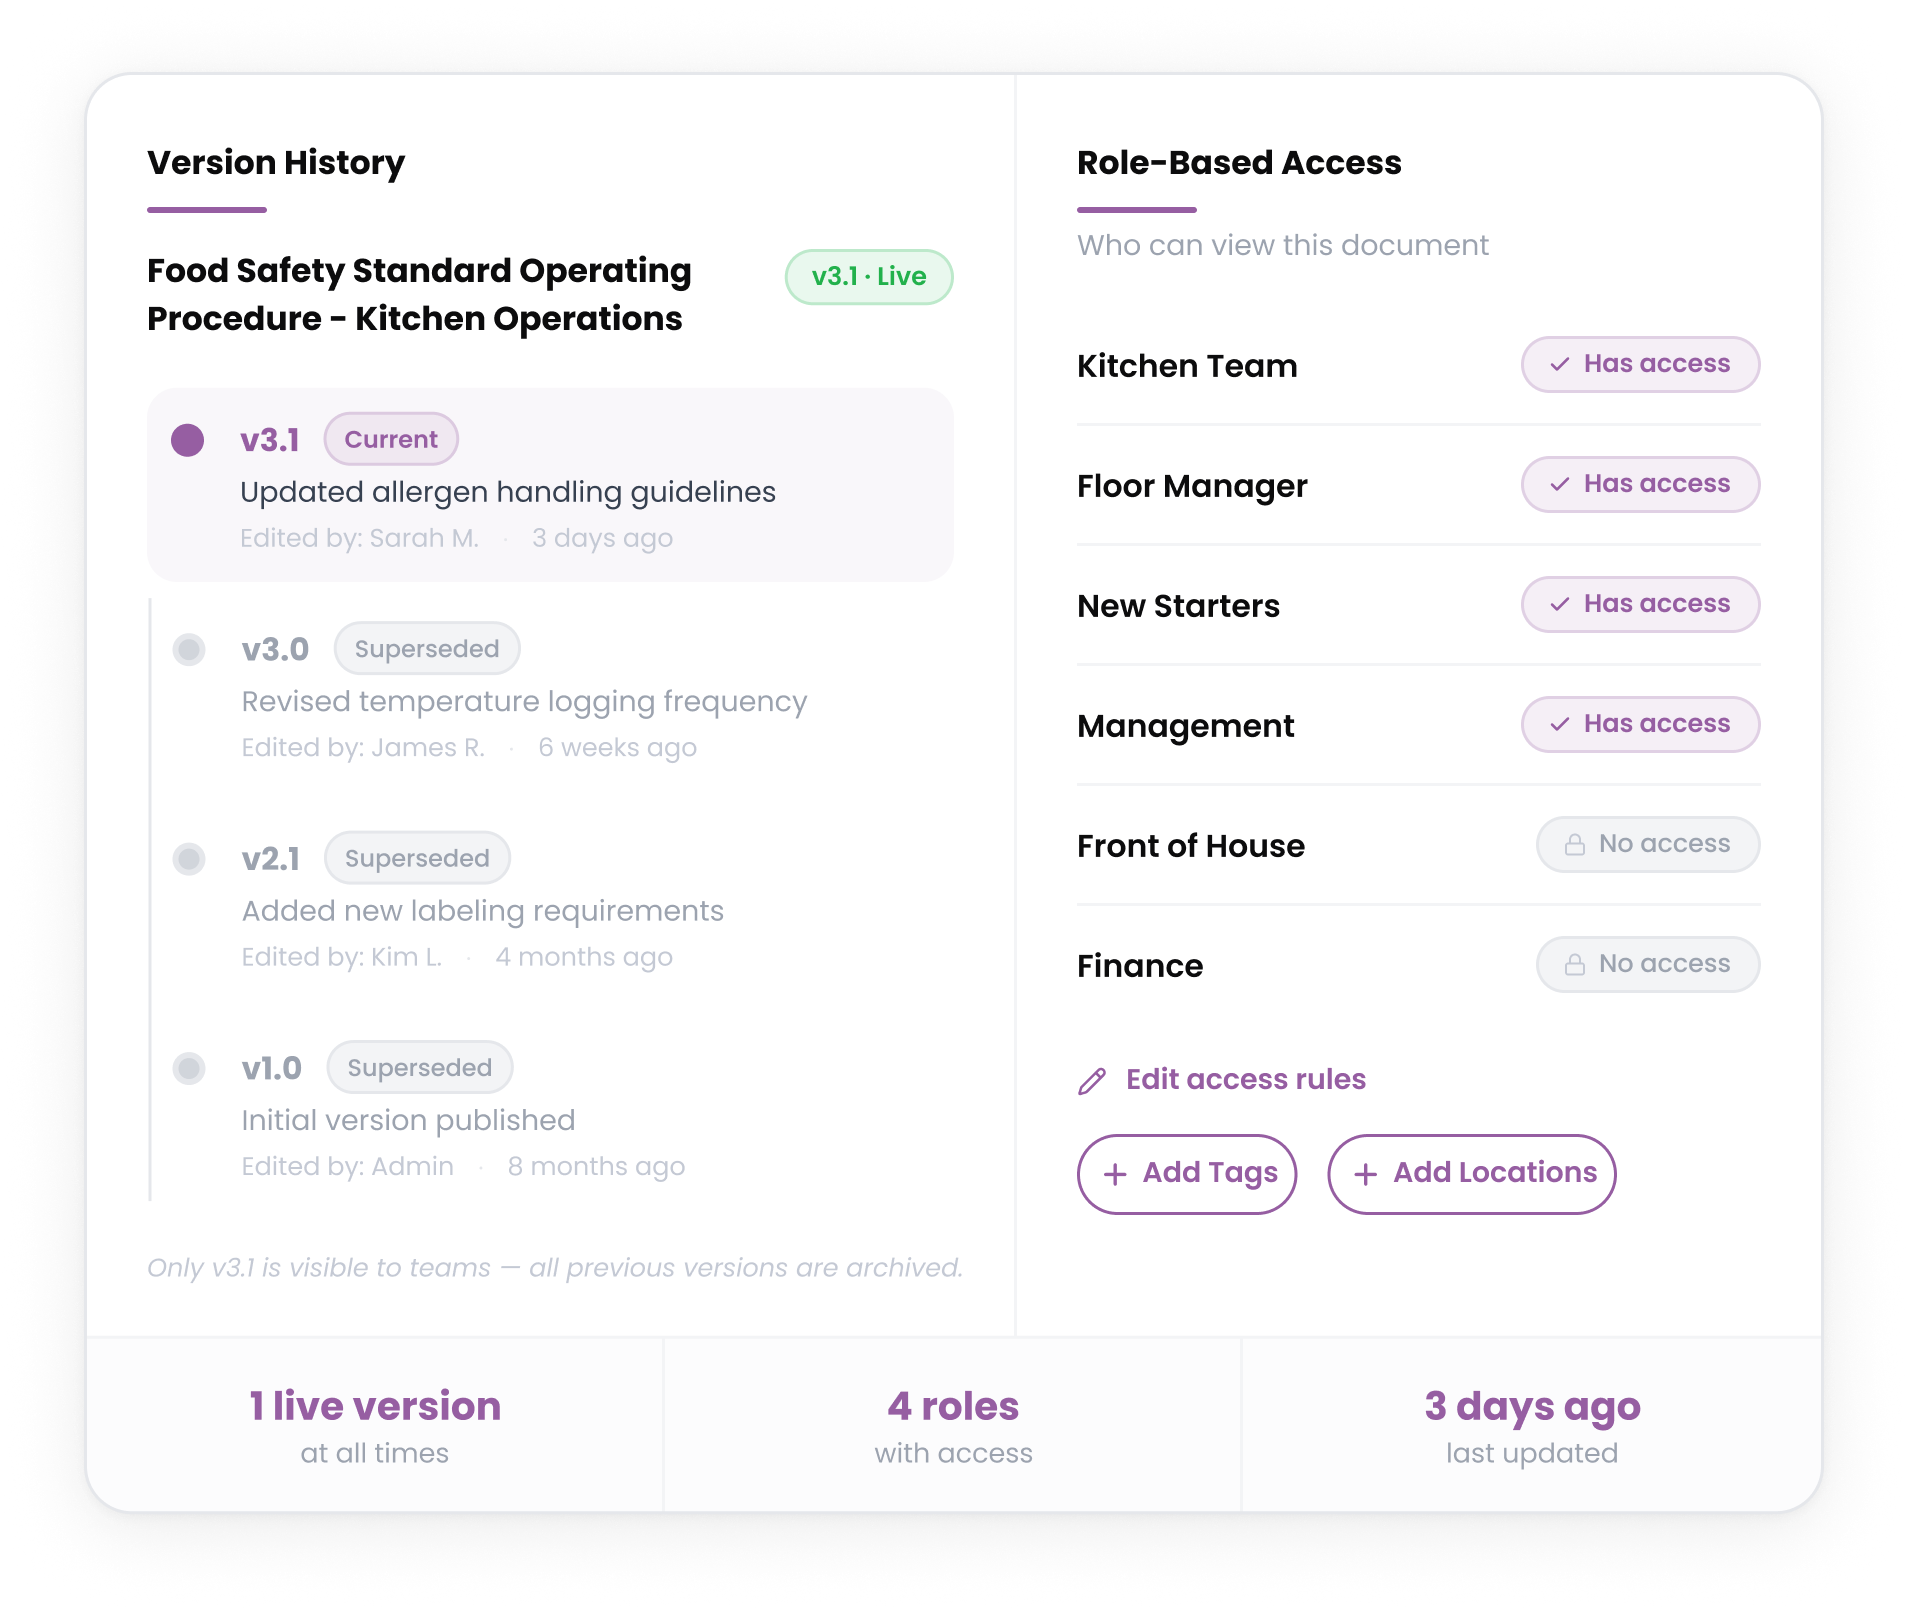 Version History
Food Safety Standard Operating
Procedure - Kitchen Operations
v3.1 · Live
v3.1 Current
Updated allergen handling guidelines
Edited by: Sarah M. · 3 days ago
v3.0 Superseded
Revised temperature logging frequency
Edited by: James R. · 6 weeks ago
v2.1 Superseded
Added new labeling requirements
Edited by: Kim L. · 4 months ago
v1.0 Superseded
Initial version published
Edited by: Admin · 8 months ago
Only v3.1 is visible to teams — all previous versions are archived.
Role-Based Access
Who can view this document
Kitchen Team Has access
Floor Manager Has access
New Starters Has access
Management Has access
Front of House No access
Finance No access
Edit access rules
+ Add Tags + Add Locations
1 live version
at all times
4 roles
with access
3 days ago
last updated